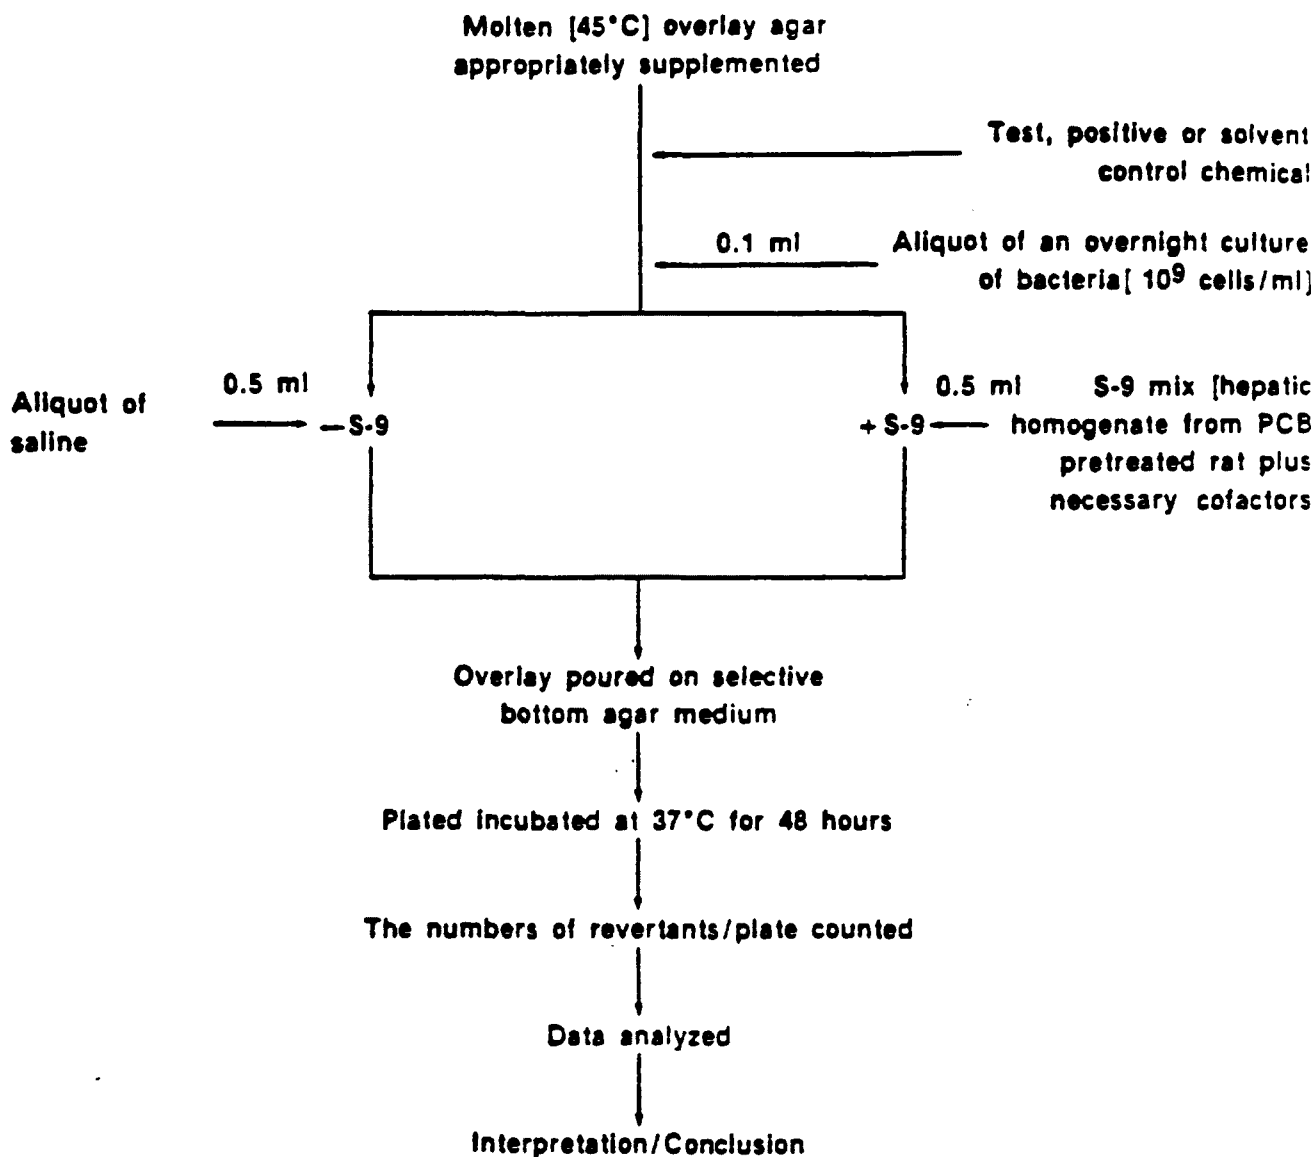 Molten [45°C] overlay agar
appropriately supplemented
Test, positive or solvent
control chemical
0.1 ml
Aliquot of an overnight culture
of bacteria[ 10⁹ cells/ml]
Aliquot of
saline
0.5 ml
—S-9
+ S-9
0.5 ml
S-9 mix [hepatic
homogenate from PCB
pretreated rat plus
necessary cofactors
Overlay poured on selective
bottom agar medium
Plated incubated at 37°C for 48 hours
The numbers of revertants/plate counted
Data analyzed
Interpretation/Conclusion